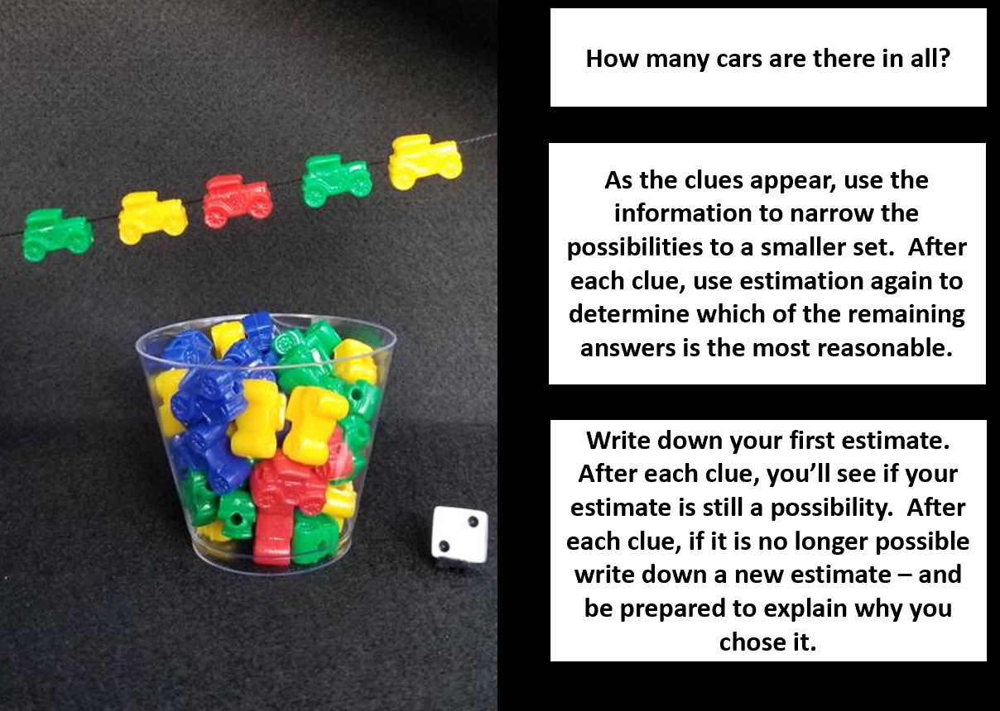 How many cars are there in all?
As the clues appear, use the
information to narrow the
possibilities to a smaller set.  After
each clue, use estimation again to
determine which of the remaining
answers is the most reasonable.
Write down your first estimate.
After each clue, you’ll see if your
estimate is still a possibility.  After
each clue, if it is no longer possible
write down a new estimate – and
be prepared to explain why you
chose it.